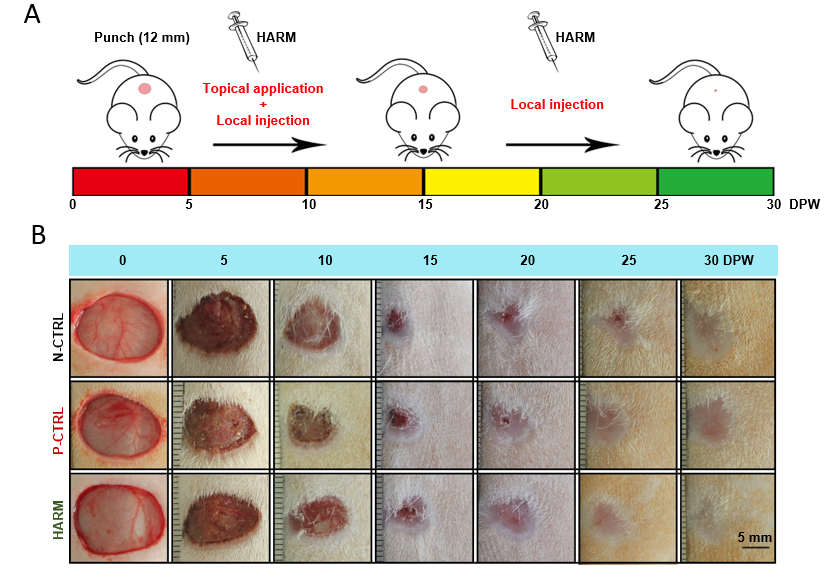 A
Punch (12 mm)
HARM
HARM
Topical application
+
Local injection
Local injection
0 5 10 15 20 25 30 DPW
B
0 5 10 15 20 25 30 DPW
N-CTRL
P-CTRL
HARM
5 mm